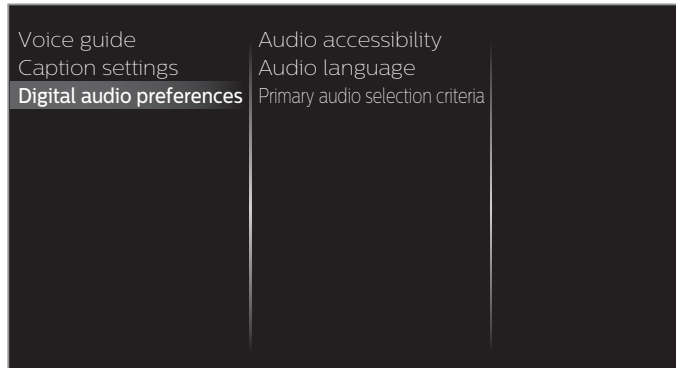 Voice guide
Caption settings
Digital audio preferences
Audio accessibility
Audio language
Primary audio selection criteria